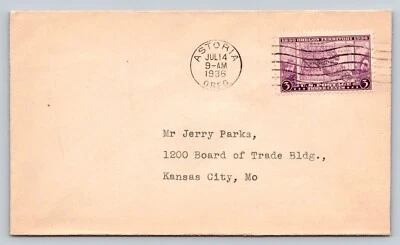 ASTORIA
JUL 14
9-AM
1936
OREG.
1836 OREGON TERRITORY 1936
3 3
Mr Jerry Parks,
1200 Board of Trade Bldg.,
Kansas City, Mo